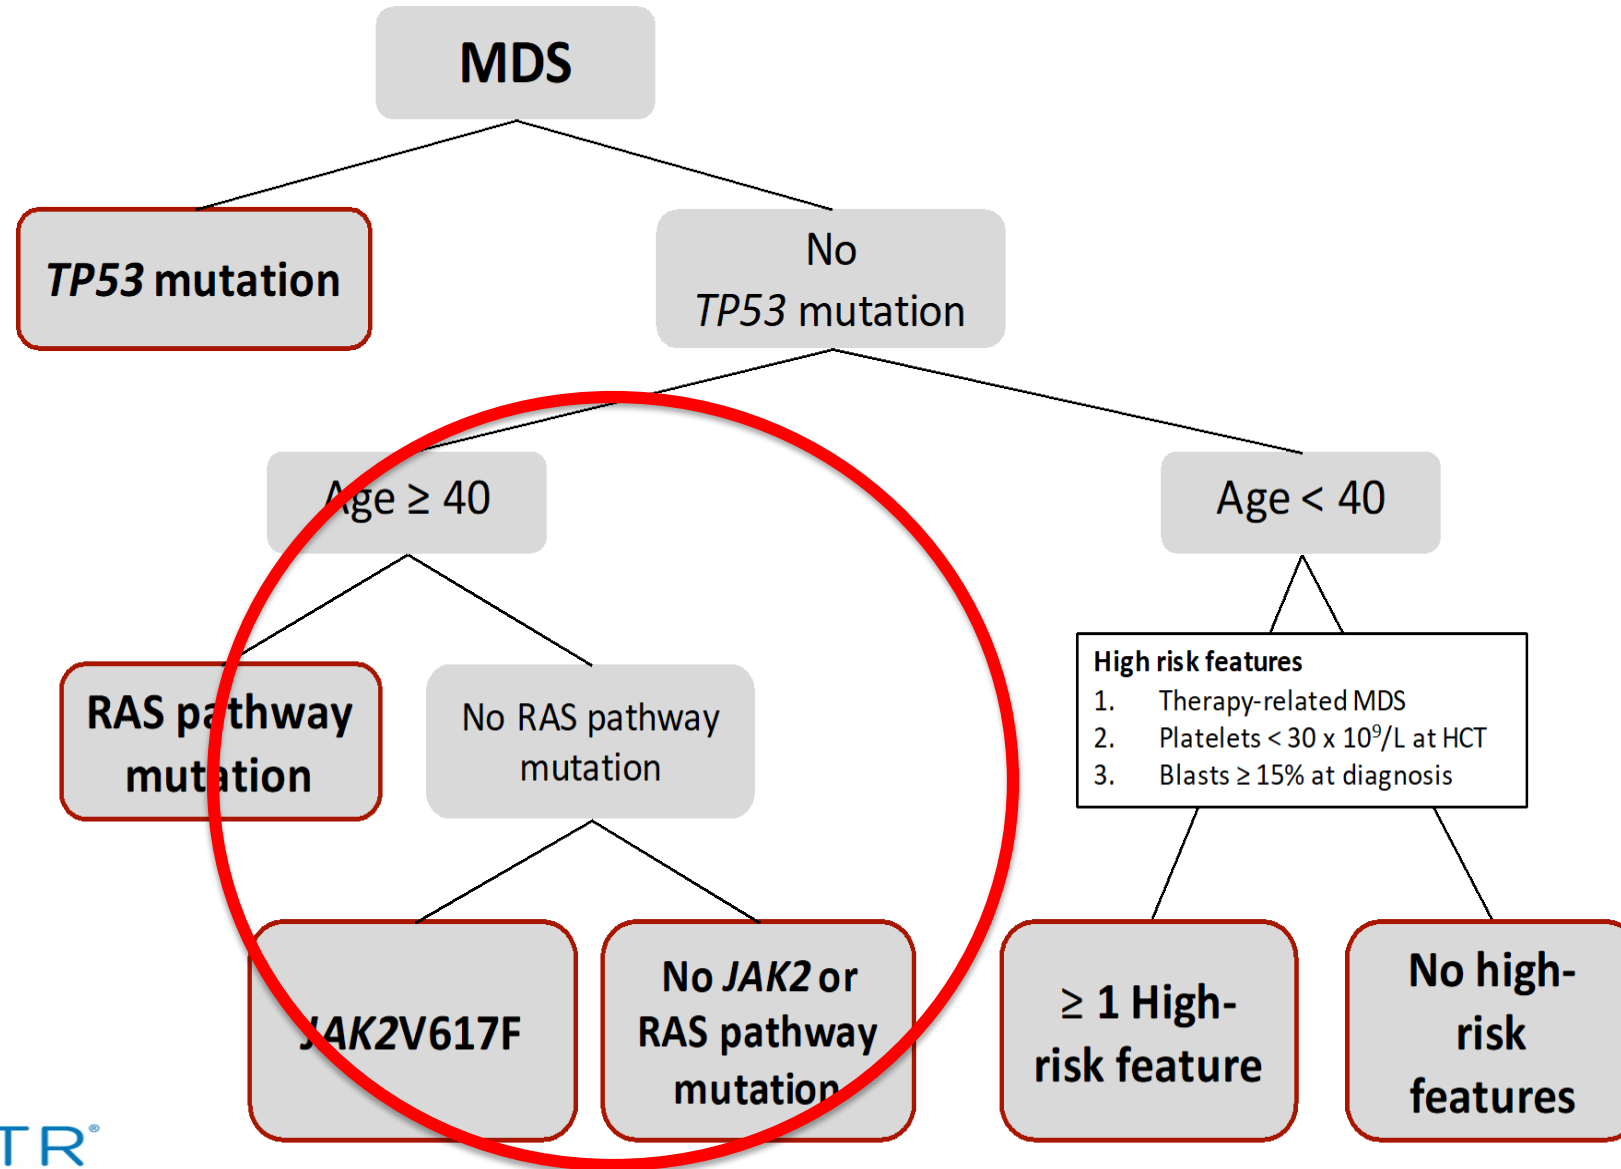 MDS
TP53 mutation
No
TP53 mutation
Age ≥ 40
Age < 40
RAS pathway
mutation
No RAS pathway
mutation
High risk features
1. Therapy-related MDS
2. Platelets < 30 x 10⁹/L at HCT
3. Blasts ≥ 15% at diagnosis
JAK2V617F
No JAK2 or
RAS pathway
mutation
≥ 1 High-
risk feature
No high-
risk
features
TR®